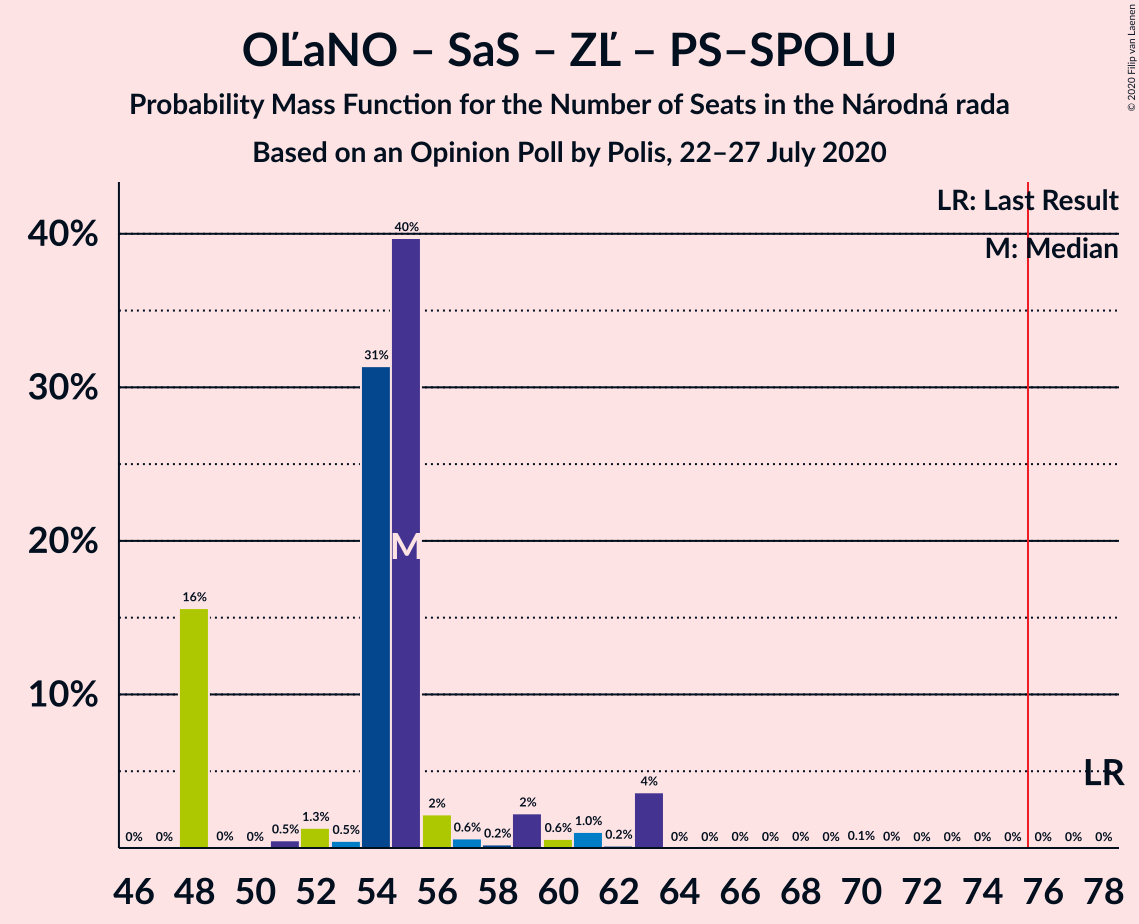 OĽaNO – SaS – ZĽ – PS–SPOLU
Probability Mass Function for the Number of Seats in the Národná rada
Based on an Opinion Poll by Polis, 22–27 July 2020
© 2020 Filip van Laenen
LR: Last Result
M: Median
40%
30%
20%
10%
0% 0% 16% 0% 0% 0.5% 1.3% 0.5% 31% 40% 2% 0.6% 0.2% 2% 0.6% 1.0% 0.2% 4% 0% 0% 0% 0% 0% 0% 0.1% 0% 0% 0% 0% 0% 0% 0% 0%
M
LR
46 48 50 52 54 56 58 60 62 64 66 68 70 72 74 76 78